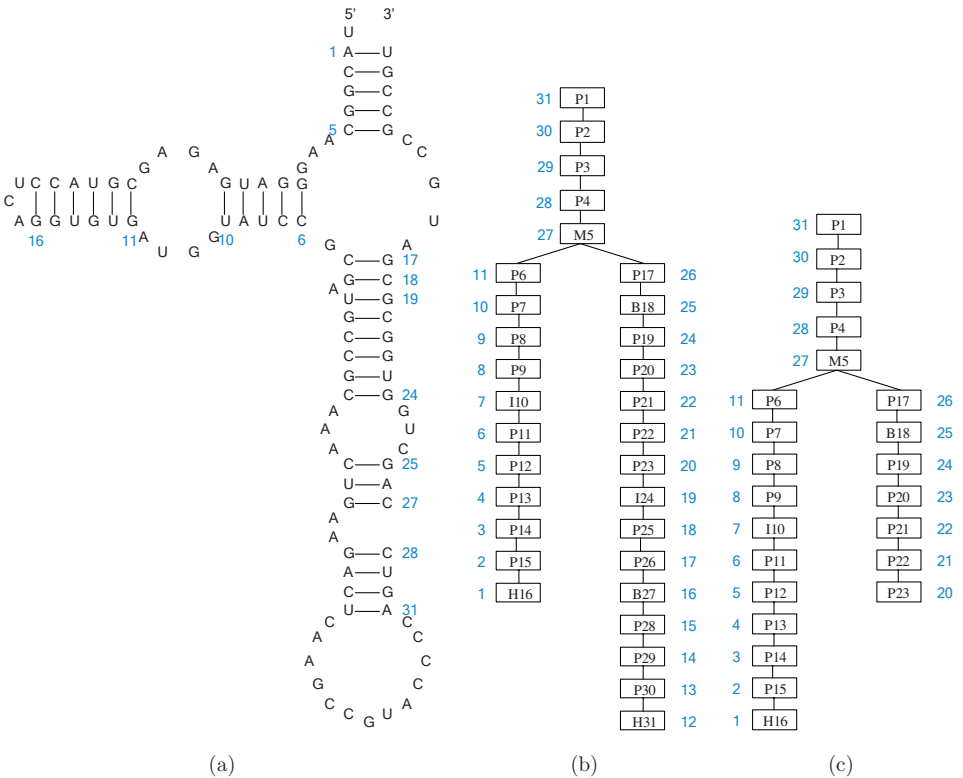 5' 3'
U
1 A U
C G
G C
G C
5 C G
A C
A G A C
G A
U C C A U G C G U A G G G
C
A G G U G U G U A U C C U
16 11 A G 10 6 G A
U G
C G 17
G C 18
A
U G 19
G C
C G
C G
G U
C G 24
A G
A U
A C
C G 25
U A
G C 27
A
A
G C 28
A U
C G
U A 31
C C
A C
A C
G C
C A
C G U
(a)
31 P1
30 P2
29 P3
28 P4
27 M5
11 P6 P17 26
10 P7 B18 25
9 P8 P19 24
8 P9 P20 23
7 I10 P21 22
6 P11 P22 21
5 P12 P23 20
4 P13 I24 19
3 P14 P25 18
2 P15 P26 17
1 H16 B27 16
P28 15
P29 14
P30 13
H31 12
(b)
31 P1
30 P2
29 P3
28 P4
27 M5
11 P6 P17 26
10 P7 B18 25
9 P8 P19 24
8 P9 P20 23
7 I10 P21 22
6 P11 P22 21
5 P12 P23 20
4 P13
3 P14
2 P15
1 H16
(c)